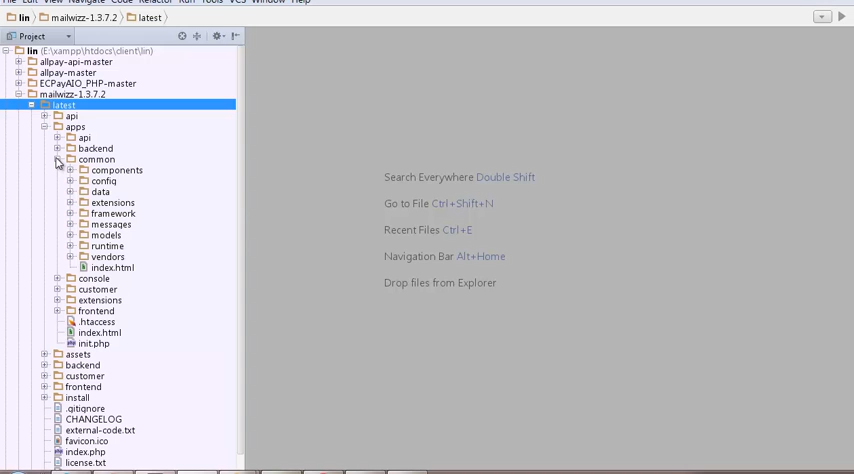 File Edit View Navigate Code Refactor Run Tools VCS Window Help
lin mailwizz-1.3.7.2 latest
Project
lin (E:\xampp\htdocs\client\lin)
allpay-api-master
allpay-master
ECPayAIO_PHP-master
mailwizz-1.3.7.2
latest
api
apps
api
backend
common
components
config
data
extensions
framework
messages
models
runtime
vendors
index.html
console
customer
extensions
frontend
.htaccess
index.html
init.php
assets
backend
customer
frontend
install
.gitignore
CHANGELOG
external-code.txt
favicon.ico
index.php
license.txt
Search Everywhere Double Shift
Go to File Ctrl+Shift+N
Recent Files Ctrl+E
Navigation Bar Alt+Home
Drop files from Explorer